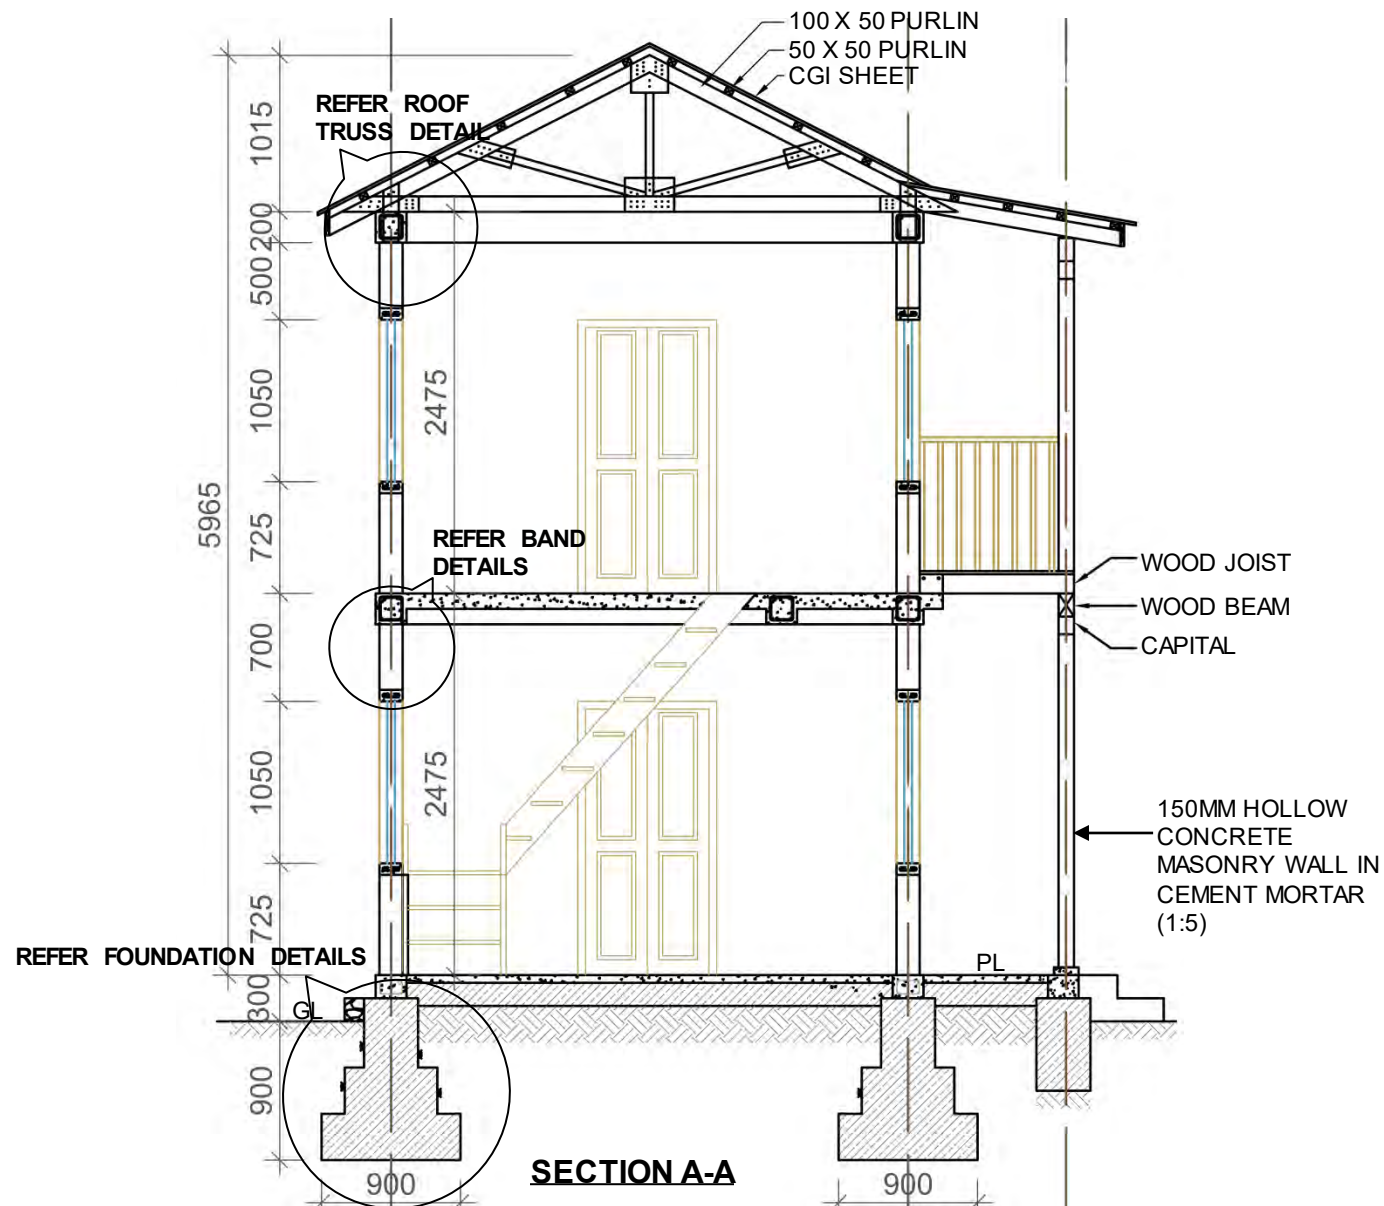 100 X 50 PURLIN
50 X 50 PURLIN
CGI SHEET
REFER ROOF
TRUSS DETAIL
1015
200
500
1050
2475
5965
725
REFER BAND
DETAILS
WOOD JOIST
WOOD BEAM
CAPITAL
700
1050
2475
150MM HOLLOW
CONCRETE
MASONRY WALL IN
CEMENT MORTAR
(1:5)
725
REFER FOUNDATION DETAILS
PL
300
GL
900
SECTION A-A
900
900